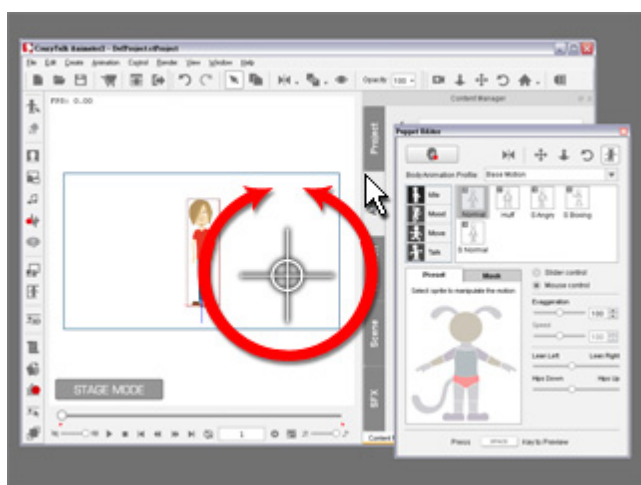 CrazyTalk Animator2 - DefProject.ctProject
File Edit Create Animation Control Render View Window Help
Opacity 100
FPS: 0.00
Content Manager
Project
Scene
SFX
STAGE MODE
1
Puppet Editor
Body Animation Profile Base Motion
Idle
Mood
Move
Talk
Normal Huff S Angry S Boxing
S Normal
Preset Mask
Select sprite to manipulate the motion
Slider control
Mouse control
Exaggeration
100
Speed
100
Lean Left Lean Right
Hips Down Hips Up
Press SPACE Key to Preview